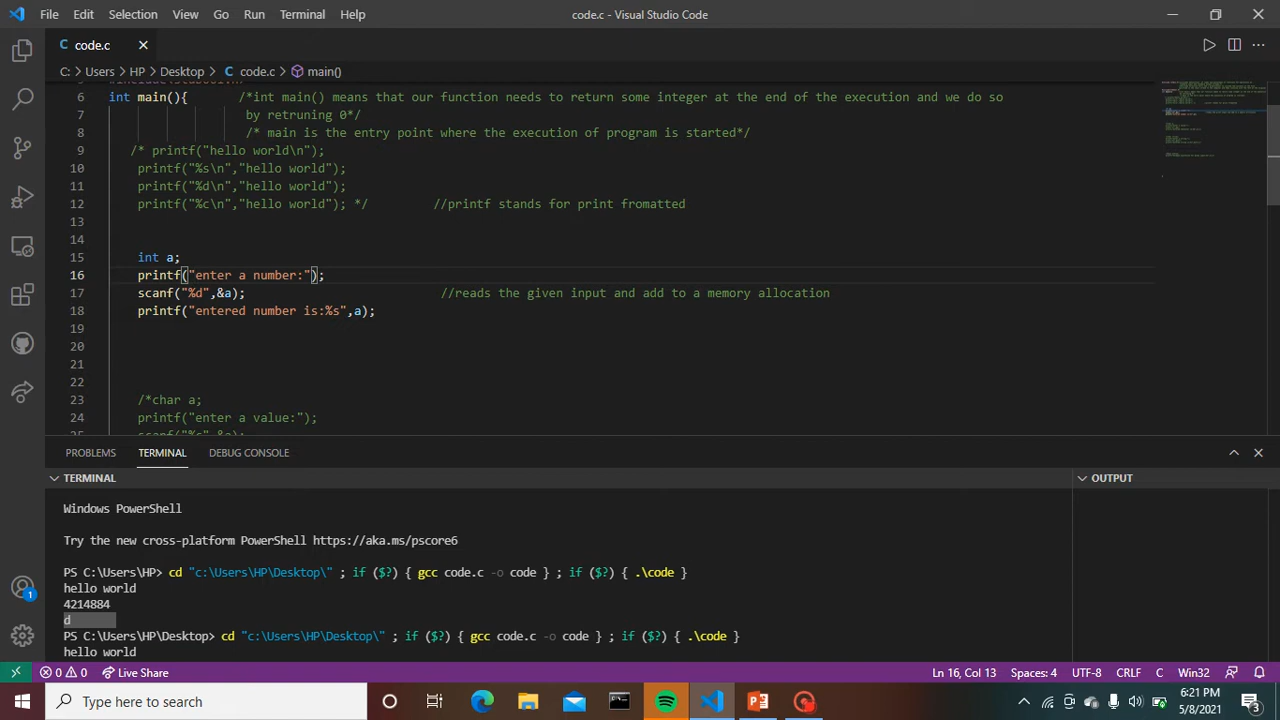 File Edit Selection View Go Run Terminal Help code.c - Visual Studio Code
code.c
C: > Users > HP > Desktop > code.c > main()
6 int main(){ /*int main() means that our function needs to return some integer at the end of the execution and we do so
7 by retruning 0*/
8 /* main is the entry point where the execution of program is started*/
9 /* printf("hello world\n");
10 printf("%s\n","hello world");
11 printf("%d\n","hello world");
12 printf("%c\n","hello world"); */ //printf stands for print fromatted
13
14
15 int a;
16 printf("enter a number:");
17 scanf("%d",&a); //reads the given input and add to a memory allocation
18 printf("entered number is:%s",a);
19
20
21
22
23 /*char a;
24 printf("enter a value:");
PROBLEMS TERMINAL DEBUG CONSOLE
TERMINAL OUTPUT
Windows PowerShell
Try the new cross-platform PowerShell https://aka.ms/pscore6
PS C:\Users\HP> cd "c:\Users\HP\Desktop\" ; if ($?) { gcc code.c -o code } ; if ($?) { .\code }
hello world
4214884
d
PS C:\Users\HP\Desktop> cd "c:\Users\HP\Desktop\" ; if ($?) { gcc code.c -o code } ; if ($?) { .\code }
hello world
1
0 0 Live Share Ln 16, Col 13 Spaces: 4 UTF-8 CRLF C Win32
Type here to search 6:21 PM
5/8/2021 3